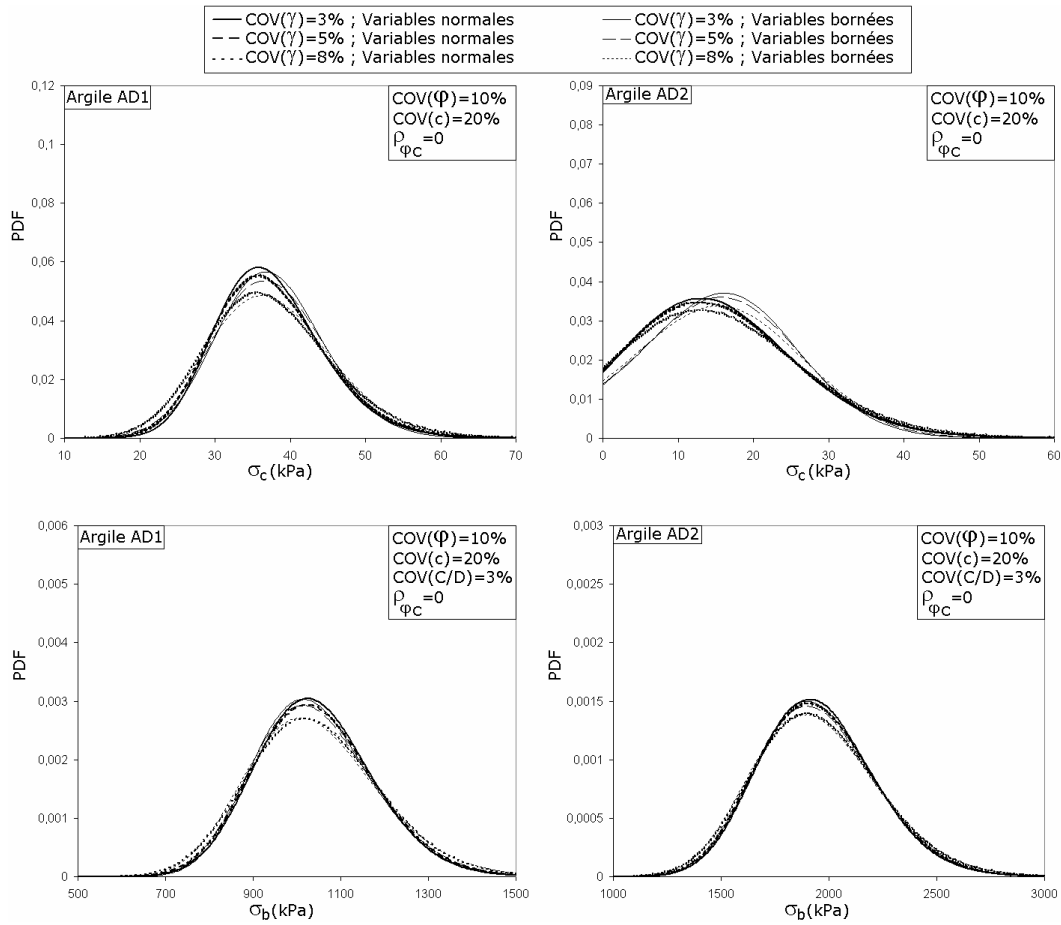 COV(γ)=3% ; Variables normales
COV(γ)=3% ; Variables bornées
COV(γ)=5% ; Variables normales
COV(γ)=5% ; Variables bornées
COV(γ)=8% ; Variables normales
COV(γ)=8% ; Variables bornées
Argile AD1
COV(φ)=10%
COV(c)=20%
ρφc=0
PDF
0,12
0,1
0,08
0,06
0,04
0,02
0
10 20 30 40 50 60 70
σc(kPa)
Argile AD2
COV(φ)=10%
COV(c)=20%
ρφc=0
PDF
0,09
0,08
0,07
0,06
0,05
0,04
0,03
0,02
0,01
0
0 10 20 30 40 50 60
σc(kPa)
Argile AD1
COV(φ)=10%
COV(c)=20%
COV(C/D)=3%
ρφc=0
PDF
0,006
0,005
0,004
0,003
0,002
0,001
0
500 700 900 1100 1300 1500
σb(kPa)
Argile AD2
COV(φ)=10%
COV(c)=20%
COV(C/D)=3%
ρφc=0
PDF
0,003
0,0025
0,002
0,0015
0,001
0,0005
0
1000 1500 2000 2500 3000
σb(kPa)